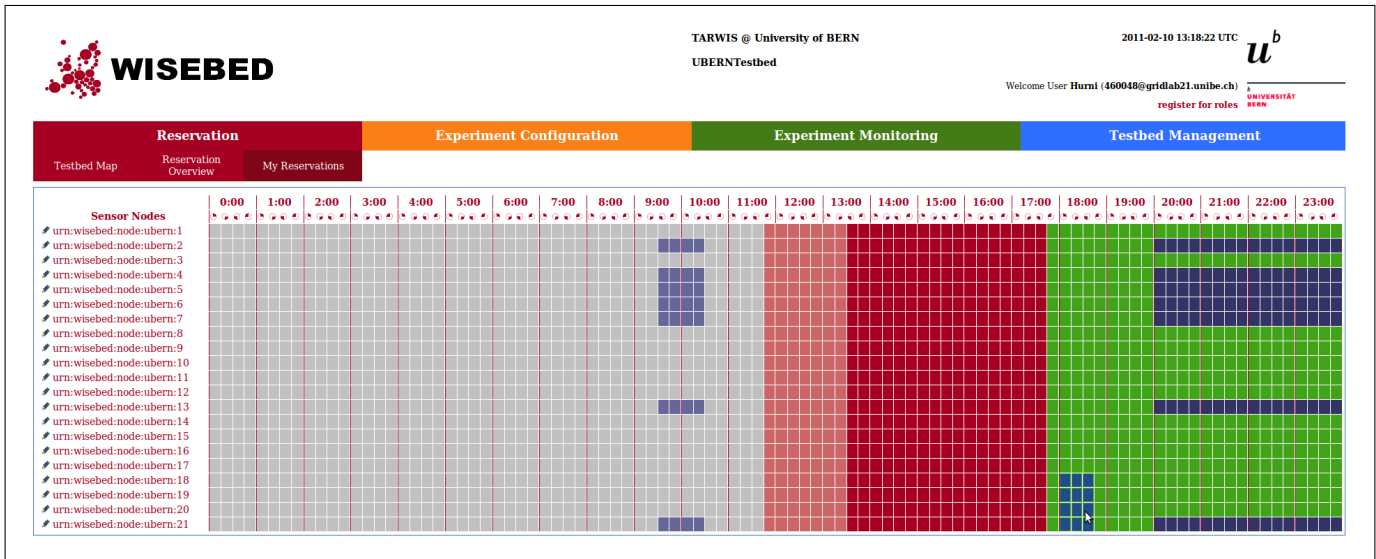 WISEBED
TARWIS @ University of BERN
UBERNTestbed
2011-02-10 13:18:22 UTC
Welcome User Hurni (460048@gridlab21.unibe.ch)
register for roles
u b
b
UNIVERSITÄT
BERN
Reservation Experiment Configuration Experiment Monitoring Testbed Management
Testbed Map Reservation Overview My Reservations
Sensor Nodes 0:00 1:00 2:00 3:00 4:00 5:00 6:00 7:00 8:00 9:00 10:00 11:00 12:00 13:00 14:00 15:00 16:00 17:00 18:00 19:00 20:00 21:00 22:00 23:00
urn:wisebed:node:ubern:1
urn:wisebed:node:ubern:2
urn:wisebed:node:ubern:3
urn:wisebed:node:ubern:4
urn:wisebed:node:ubern:5
urn:wisebed:node:ubern:6
urn:wisebed:node:ubern:7
urn:wisebed:node:ubern:8
urn:wisebed:node:ubern:9
urn:wisebed:node:ubern:10
urn:wisebed:node:ubern:11
urn:wisebed:node:ubern:12
urn:wisebed:node:ubern:13
urn:wisebed:node:ubern:14
urn:wisebed:node:ubern:15
urn:wisebed:node:ubern:16
urn:wisebed:node:ubern:17
urn:wisebed:node:ubern:18
urn:wisebed:node:ubern:19
urn:wisebed:node:ubern:20
urn:wisebed:node:ubern:21